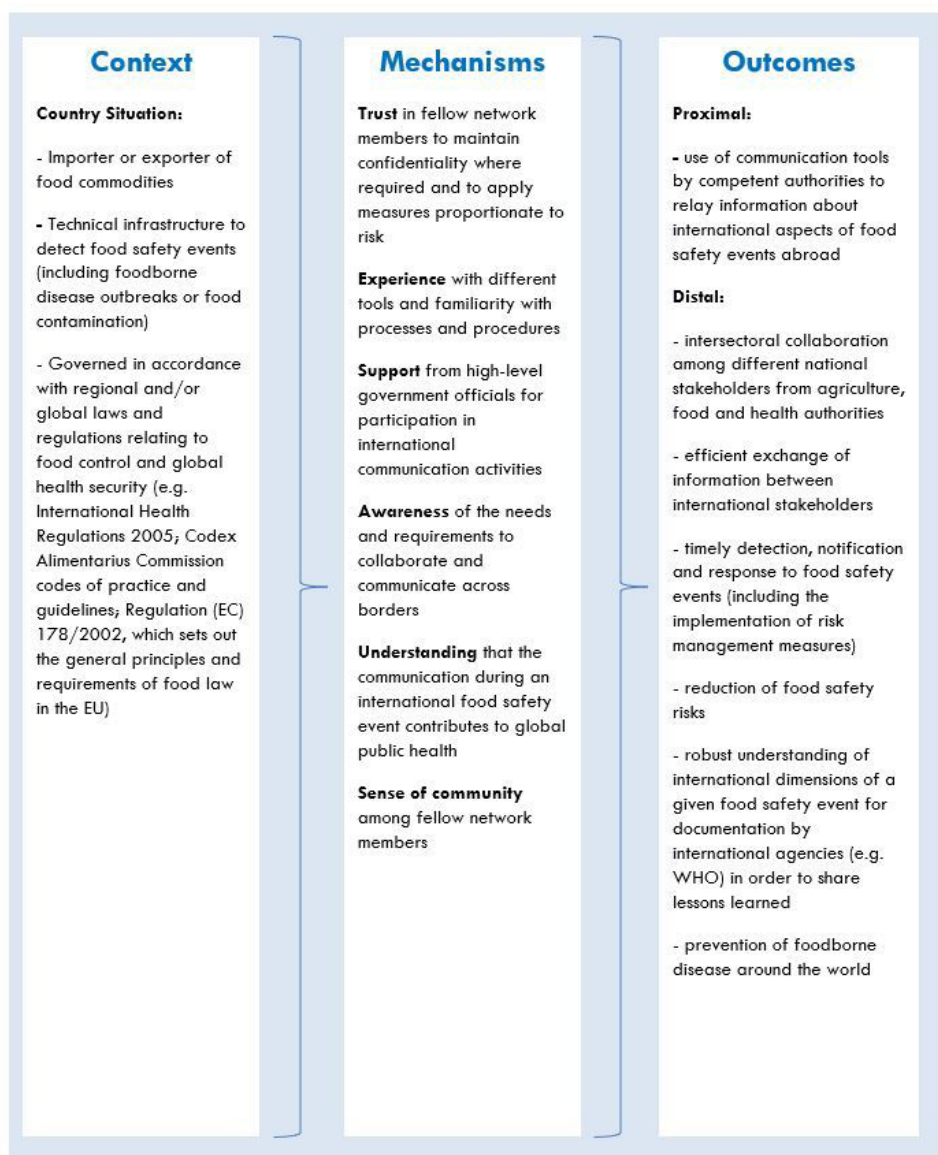 Context
Country Situation:
- Importer or exporter of
food commodities
- Technical infrastructure to
detect food safety events
(including foodborne
disease outbreaks or food
contamination)
- Governed in accordance
with regional and/or
global laws and
regulations relating to
food control and global
health security (e.g.
International Health
Regulations 2005; Codex
Alimentarius Commission
codes of practice and
guidelines; Regulation (EC)
178/2002, which sets out
the general principles and
requirements of food law
in the EU)
Mechanisms
Trust in fellow network
members to maintain
confidentiality where
required and to apply
measures proportionate to
risk
Experience with different
tools and familiarity with
processes and procedures
Support from high-level
government officials for
participation in
international
communication activities
Awareness of the needs
and requirements to
collaborate and
communicate across
borders
Understanding that the
communication during an
international food safety
event contributes to global
public health
Sense of community
among fellow network
members
Outcomes
Proximal:
- use of communication tools
by competent authorities to
relay information about
international aspects of food
safety events abroad
Distal:
- intersectoral collaboration
among different national
stakeholders from agriculture,
food and health authorities
- efficient exchange of
information between
international stakeholders
- timely detection, notification
and response to food safety
events (including the
implementation of risk
management measures)
- reduction of food safety
risks
- robust understanding of
international dimensions of a
given food safety event for
documentation by
international agencies (e.g.
WHO) in order to share
lessons learned
- prevention of foodborne
disease around the world